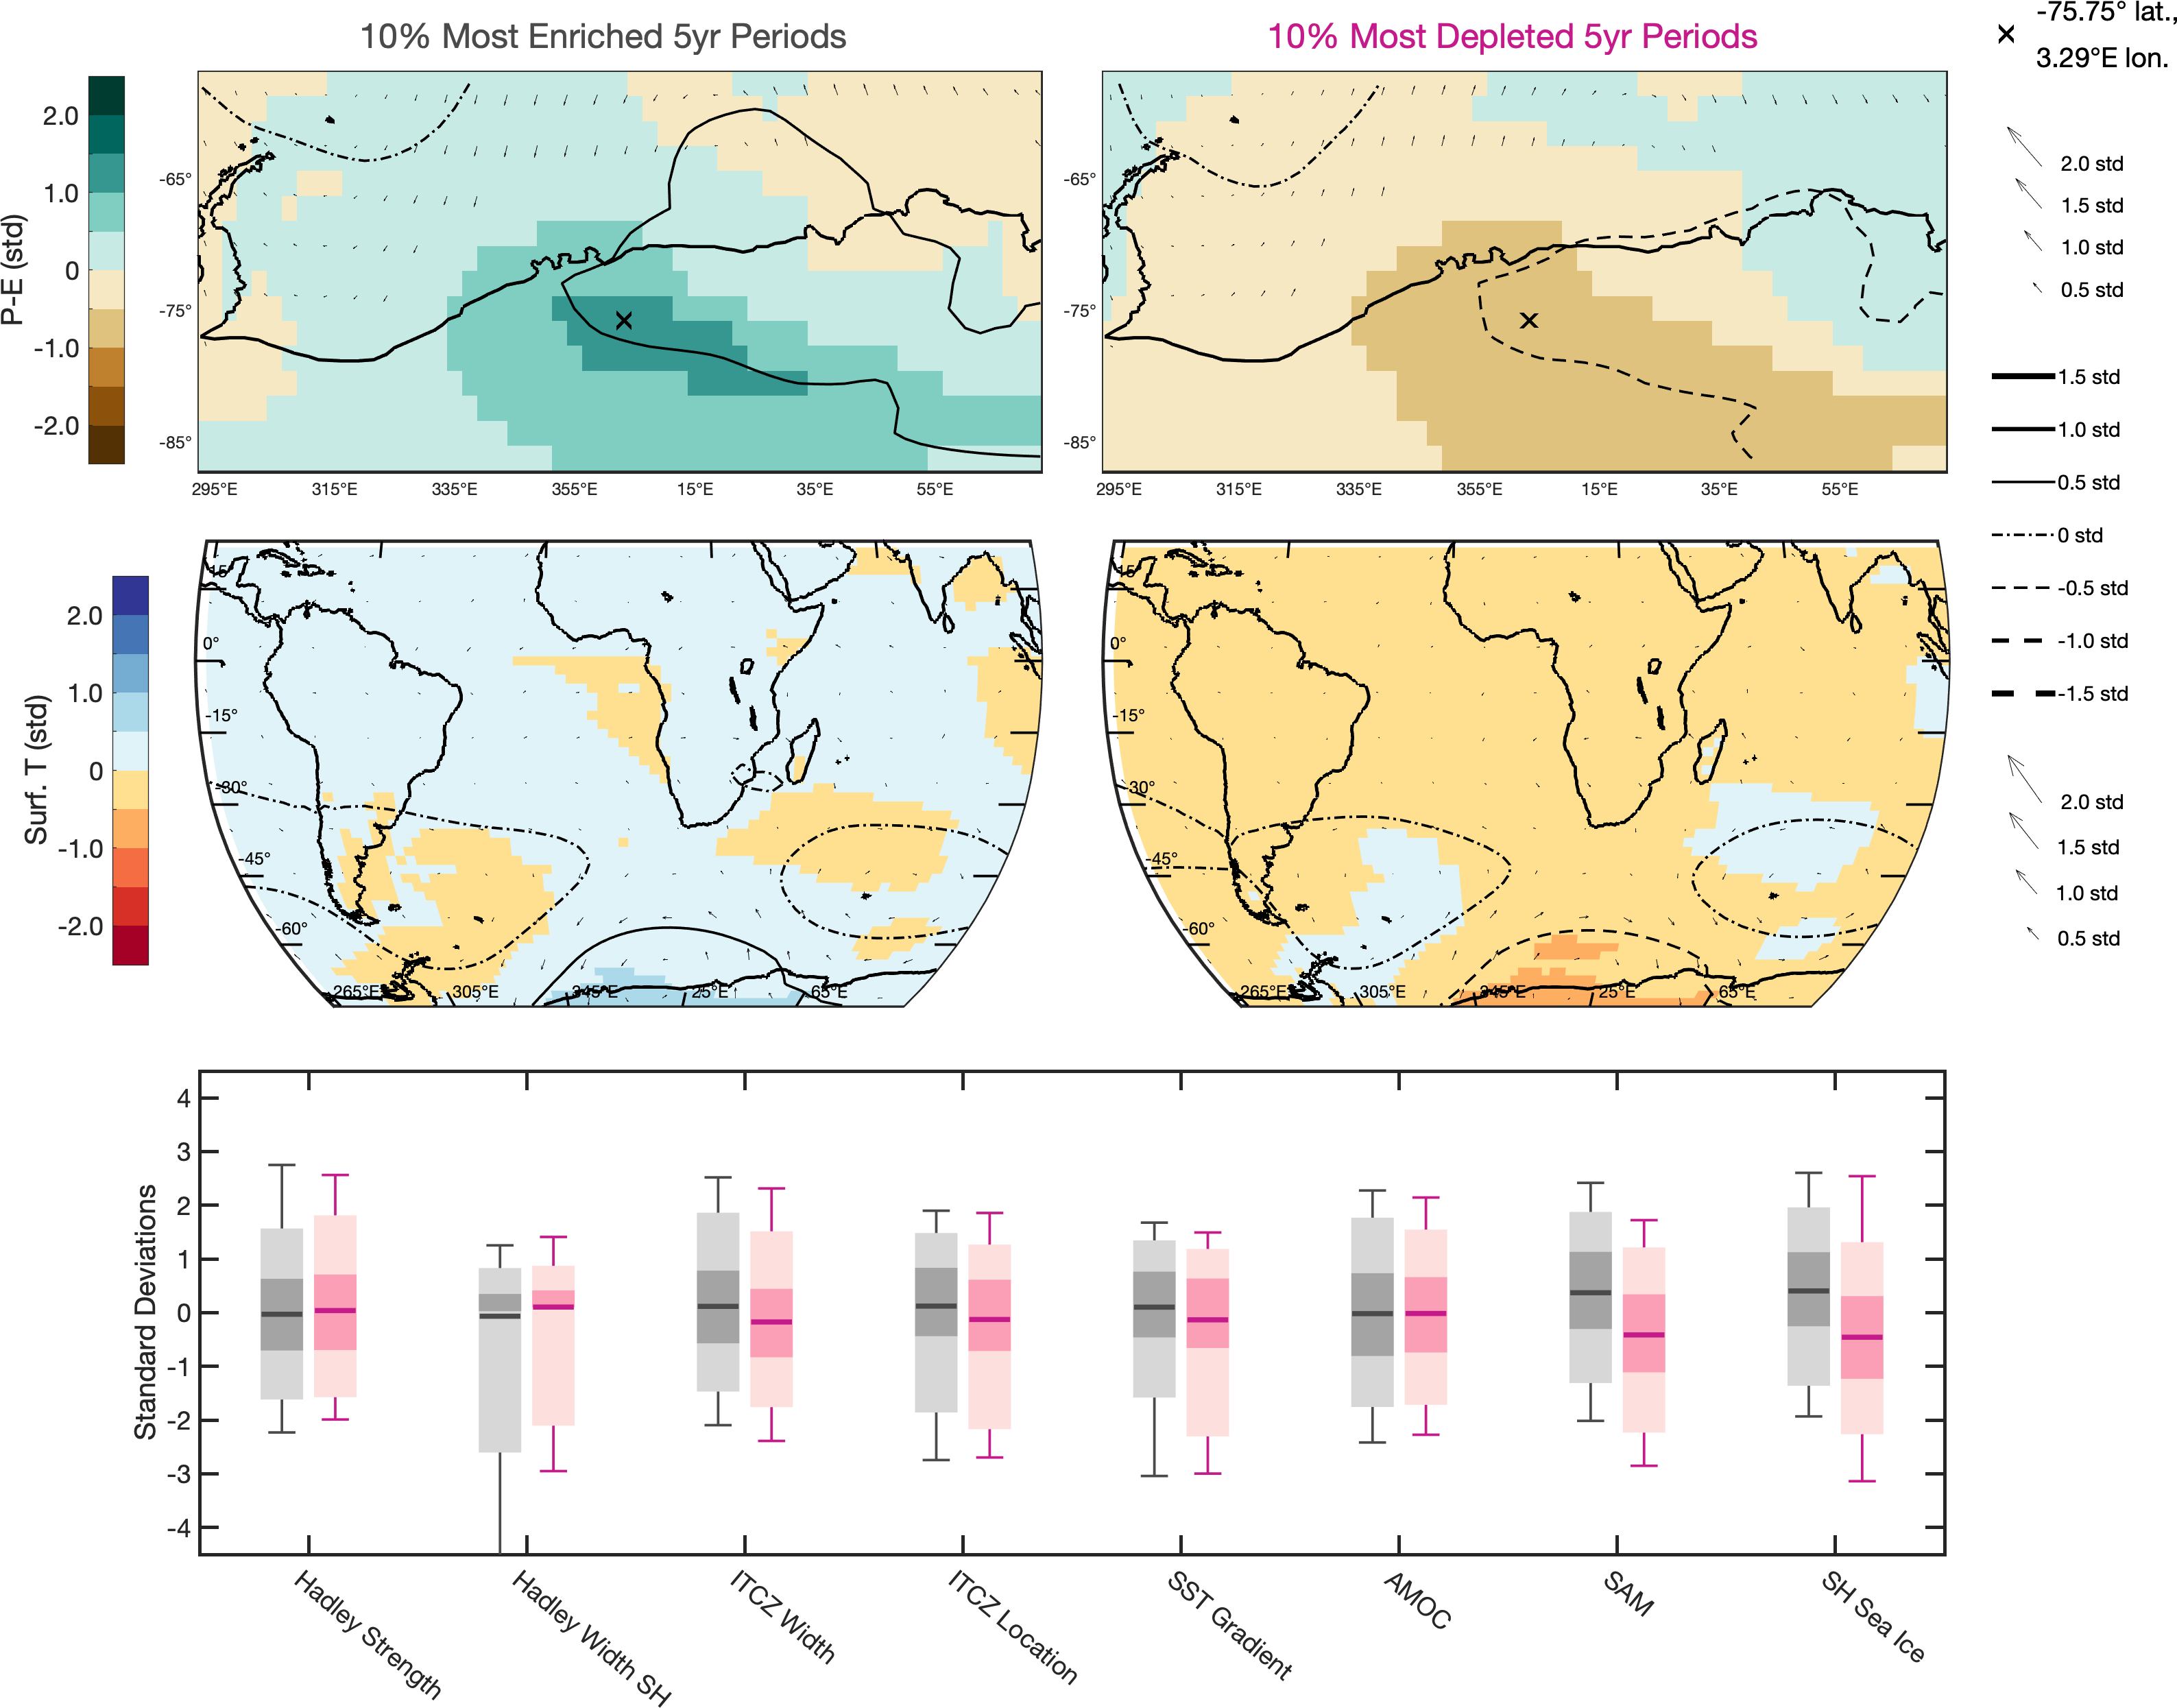 10% Most Enriched 5yr Periods
10% Most Depleted 5yr Periods
-75.75° lat.,
3.29°E lon.
P-E (std)
2.0
1.0
0
-1.0
-2.0
-65°
-75°
-85°
295°E 315°E 335°E 355°E 15°E 35°E 55°E
-65°
-75°
-85°
295°E 315°E 335°E 355°E 15°E 35°E 55°E
2.0 std
1.5 std
1.0 std
0.5 std
1.5 std
1.0 std
0.5 std
0 std
-0.5 std
-1.0 std
-1.5 std
2.0 std
1.5 std
1.0 std
0.5 std
Surf. T (std)
2.0
1.0
0
-1.0
-2.0
15°
0°
-15°
-30°
-45°
-60°
265°E 305°E 345°E 25°E 65°E
15°
0°
-15°
-30°
-45°
-60°
265°E 305°E 345°E 25°E 65°E
Standard Deviations
4
3
2
1
0
-1
-2
-3
-4
Hadley Strength
Hadley Width SH
ITCZ Width
ITCZ Location
SST Gradient
AMOC
SAM
SH Sea Ice